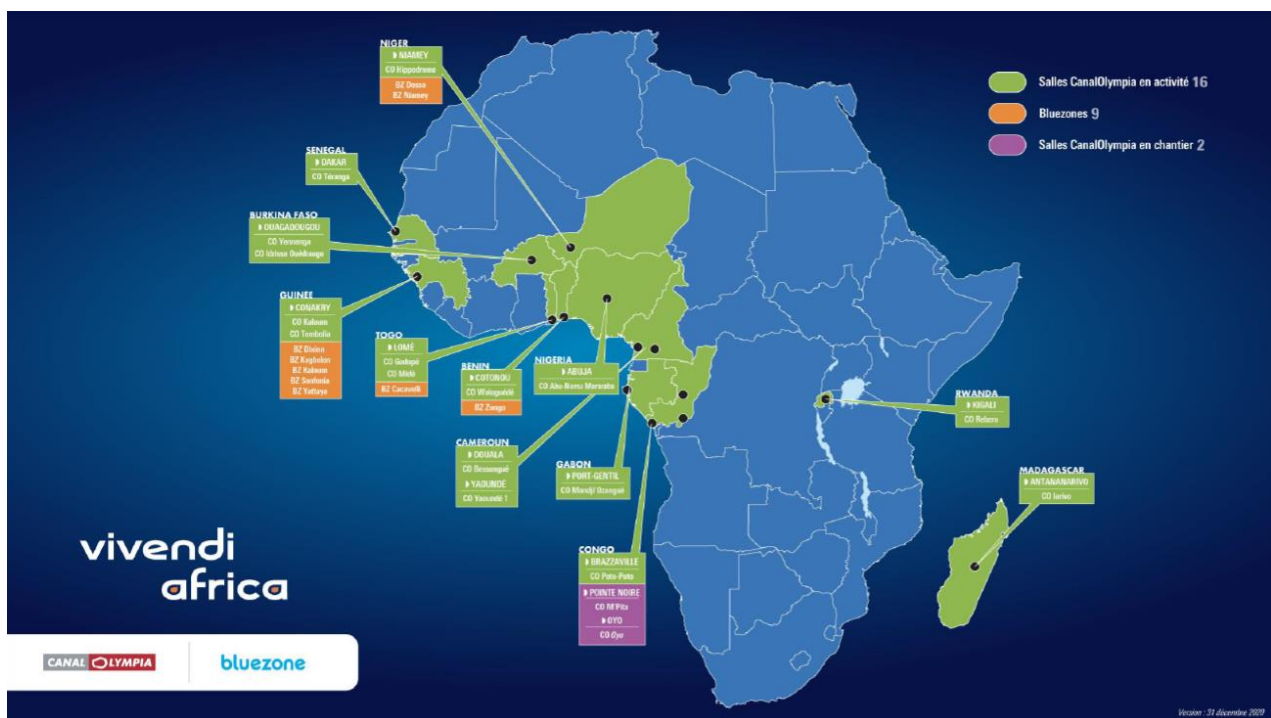 NIGER
NIAMEY
CO Hippodrome
BZ Dosso
BZ Niamey
SENEGAL
DAKAR
CO Téranga
BURKINA FASO
OUAGADOUGOU
CO Yennenga
CO Idrissa Ouédraogo
GUINEE
CONAKRY
CO Kaloum
CO Tombolia
BZ Dixinn
BZ Kagbelen
BZ Kaloum
BZ Sonfonia
BZ Yattaya
TOGO
LOMÉ
CO Godopé
CO
BZ Cacavelli
BENIN
COTONOU
CO Wologuèdè
BZ Zongo
NIGERIA
ABUJA
CO
CAMEROUN
DOUALA
CO Bessengué
YAOUNDÉ
CO Yaoundé 1
GABON
PORT-GENTIL
CO Mandji Ozangué
CONGO
BRAZZAVILLE
CO Poto-Poto
POINTE NOIRE
CO M'Pita
OYO
CO Oyo
RWANDA
KIGALI
CO Rebero
MADAGASCAR
ANTANANARIVO
CO Iarivo
Salles CanalOlympia en activité 16
Bluezones 9
Salles CanalOlympia en chantier 2
vivendi
africa
CANAL OLYMPIA
bluezone
Version : 31 décembre 2020